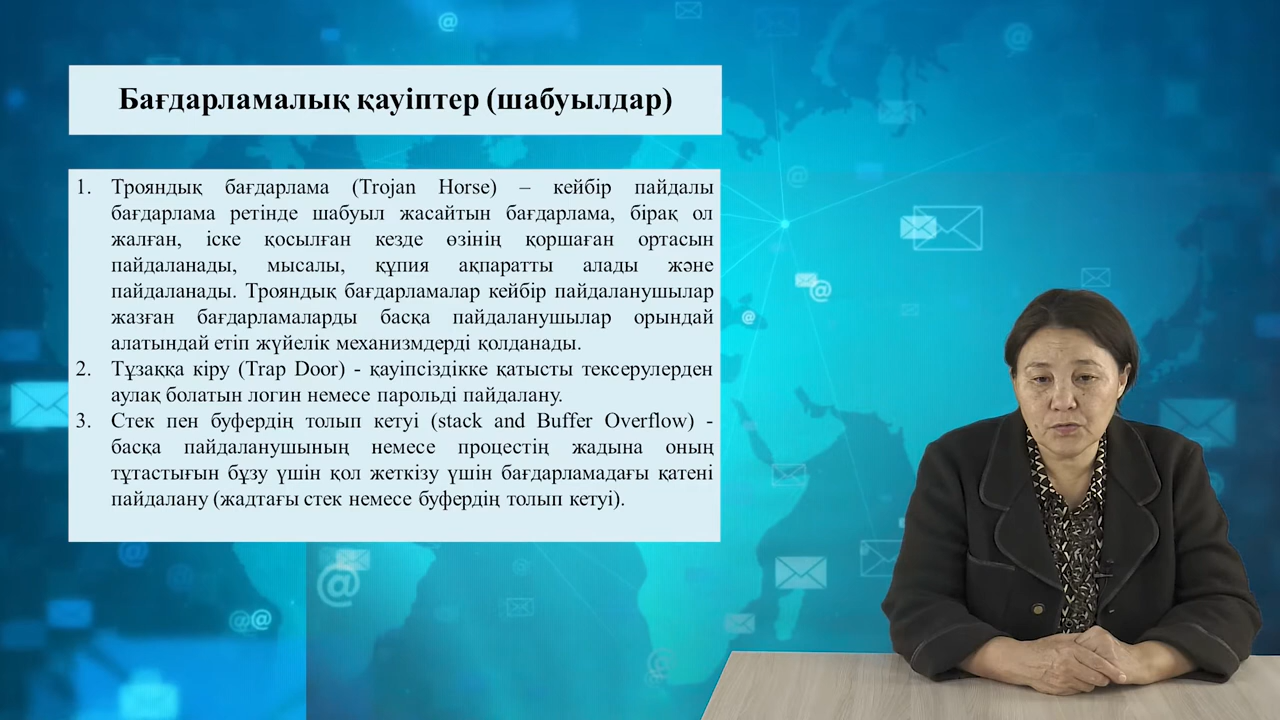 Бағдарламалық қауіптер (шабуылдар)
1. Трояндық бағдарлама (Trojan Horse) – кейбір пайдалы
бағдарлама ретінде шабуыл жасайтын бағдарлама, бірақ ол
жалған, іске қосылған кезде өзінің қоршаған ортасын
пайдаланады, мысалы, құпия ақпаратты алады және
пайдаланады. Трояндық бағдарламалар кейбір пайдаланушылар
жазған бағдарламаларды басқа пайдаланушылар орындай
алатындай етіп жүйелік механизмдерді қолданады.
2. Тұзаққа кіру (Trap Door) - қауіпсіздікке қатысты тексерулерден
аулақ болатын логин немесе парольді пайдалану.
3. Стек пен буфердің толып кетуі (stack and Buffer Overflow) -
басқа пайдаланушының немесе процестің жадына оның
тұтастығын бұзу үшін қол жеткізу үшін бағдарламадағы қатені
пайдалану (жадтағы стек немесе буфердің толып кетуі).